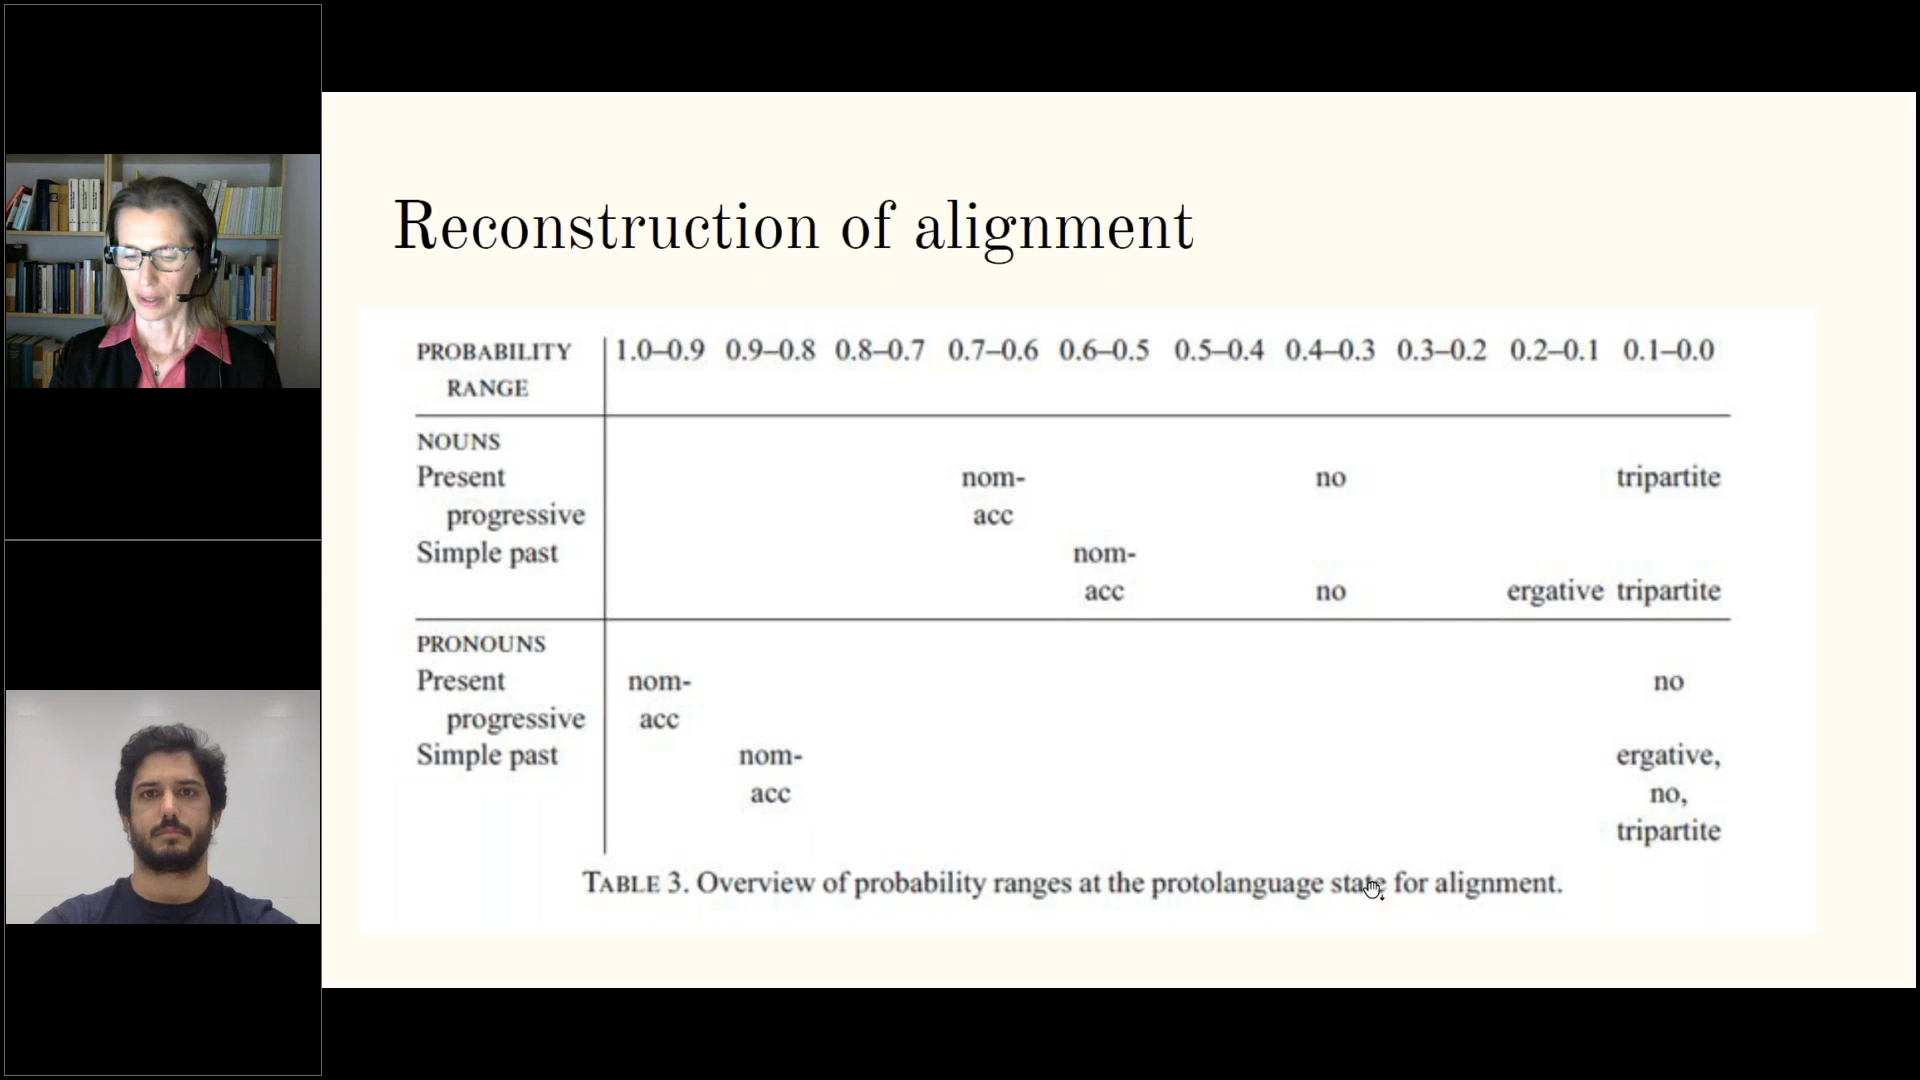 Reconstruction of alignment
PROBABILITY 1.0–0.9 0.9–0.8 0.8–0.7 0.7–0.6 0.6–0.5 0.5–0.4 0.4–0.3 0.3–0.2 0.2–0.1 0.1–0.0
RANGE
NOUNS
Present nom- no tripartite
progressive acc
Simple past nom-
acc no ergative tripartite
PRONOUNS
Present nom- no
progressive acc
Simple past nom- ergative,
acc no,
tripartite
TABLE 3. Overview of probability ranges at the protolanguage state for alignment.